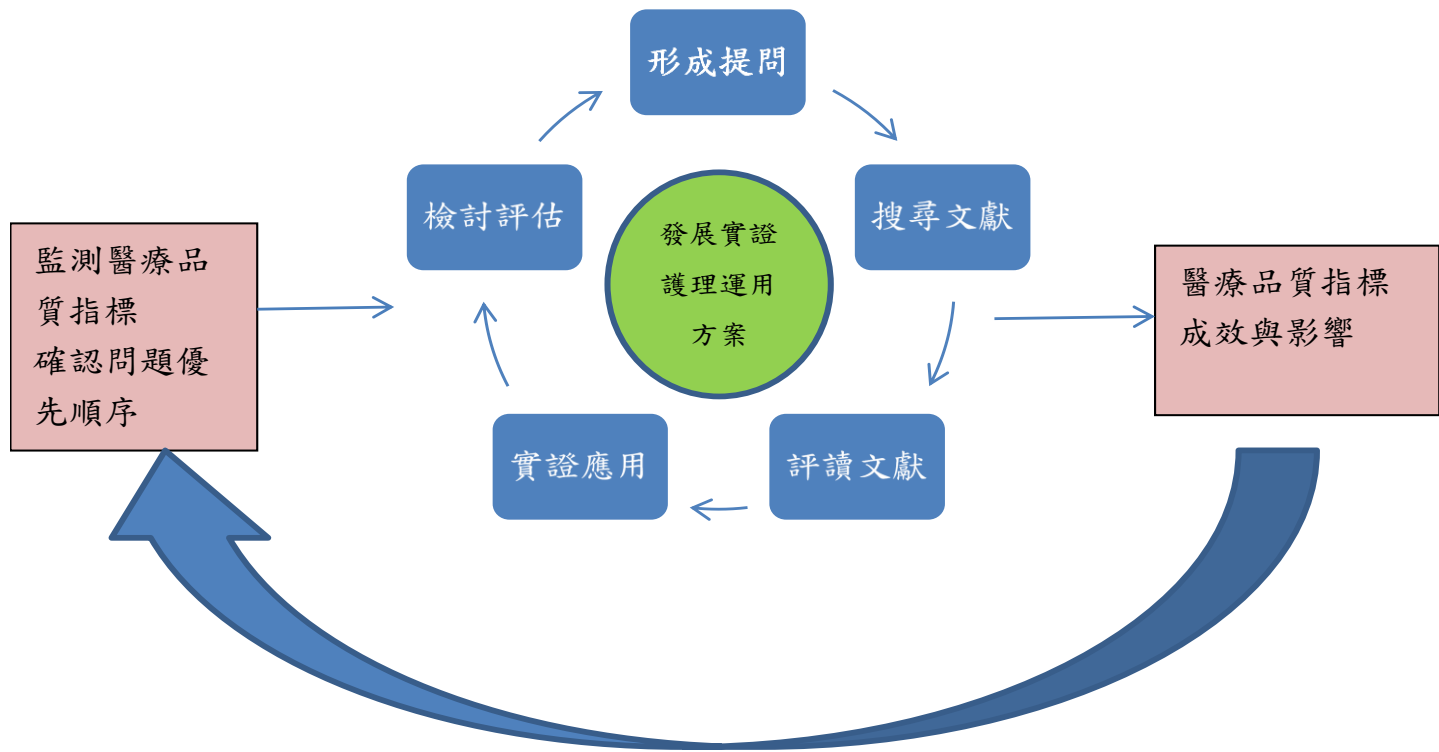 形成提問
檢討評估
搜尋文獻
發展實證
護理運用
方案
監測醫療品
質指標
確認問題優
先順序
醫療品質指標
成效與影響
實證應用
評讀文獻